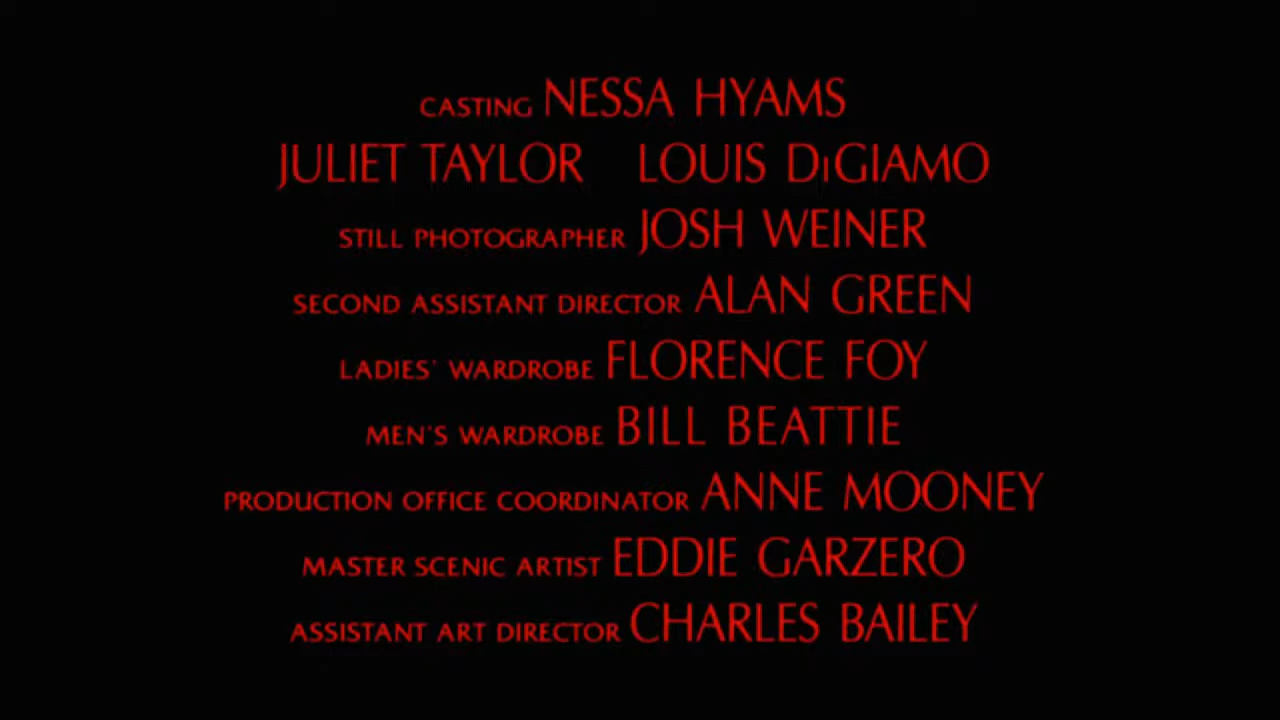 CASTING NESSA HYAMS
JULIET TAYLOR LOUIS DiGIAMO
STILL PHOTOGRAPHER JOSH WEINER
SECOND ASSISTANT DIRECTOR ALAN GREEN
LADIES' WARDROBE FLORENCE FOY
MEN'S WARDROBE BILL BEATTIE
PRODUCTION OFFICE COORDINATOR ANNE MOONEY
MASTER SCENIC ARTIST EDDIE GARZERO
ASSISTANT ART DIRECTOR CHARLES BAILEY